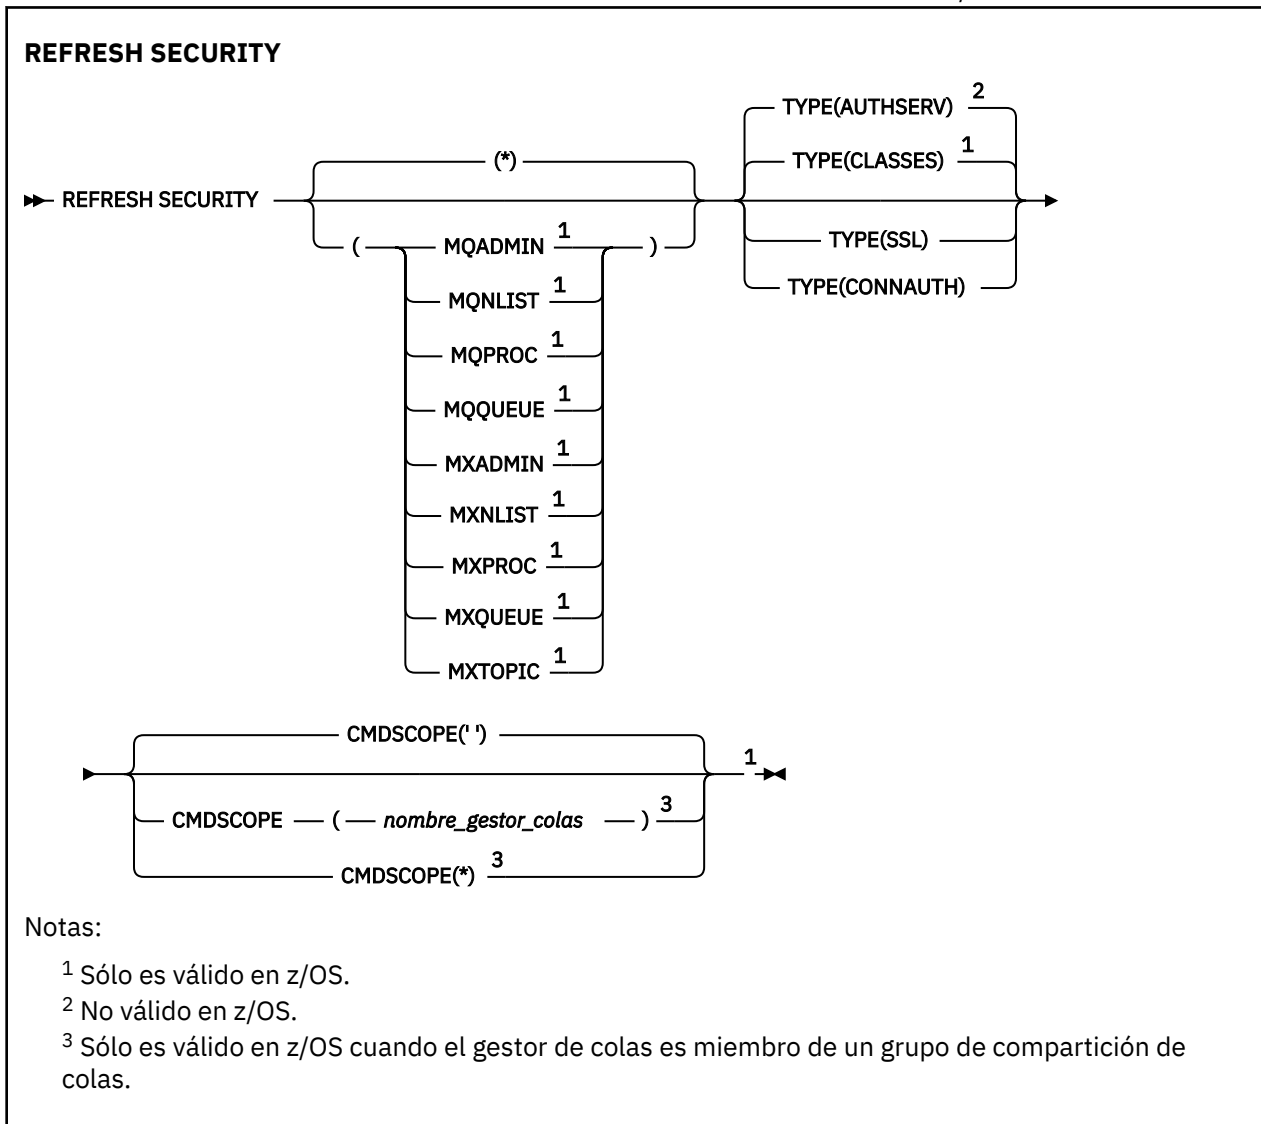 REFRESH SECURITY
TYPE(AUTHSERV) 2
(*)
TYPE(CLASSES) 1
REFRESH SECURITY
TYPE(SSL)
( MQADMIN 1 )
TYPE(CONNAUTH)
MQNLIST 1
MQPROC 1
MQQUEUE 1
MXADMIN 1
MXNLIST 1
MXPROC 1
MXQUEUE 1
MXTOPIC 1
CMDSCOPE(' ')
1
CMDSCOPE ( nombre_gestor_colas ) 3
CMDSCOPE(*) 3
Notas:
1 Sólo es válido en z/OS.
2 No válido en z/OS.
3 Sólo es válido en z/OS cuando el gestor de colas es miembro de un grupo de compartición de
colas.